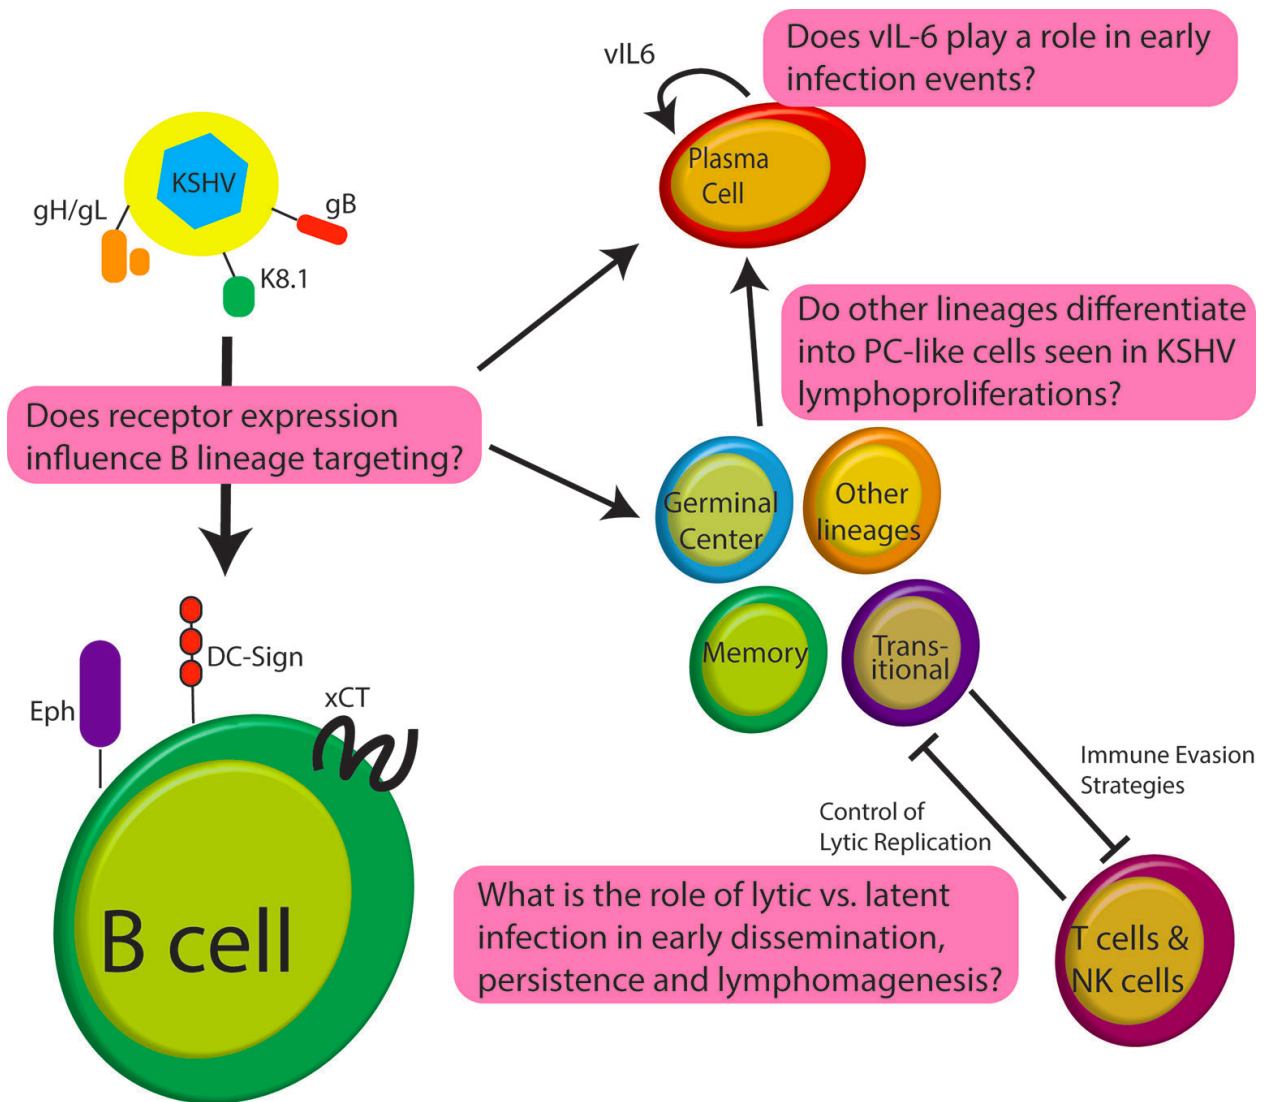 vIL6
Does vIL-6 play a role in early
infection events?
Plasma
Cell
KSHV
gH/gL
gB
K8.1
Do other lineages differentiate
into PC-like cells seen in KSHV
lymphoproliferations?
Does receptor expression
influence B lineage targeting?
Germinal
Center
Other
lineages
Memory
Trans-
itional
DC-Sign
Eph
xCT
B cell
Immune Evasion
Strategies
Control of
Lytic Replication
What is the role of lytic vs. latent
infection in early dissemination,
persistence and lymphomagenesis?
T cells &
NK cells